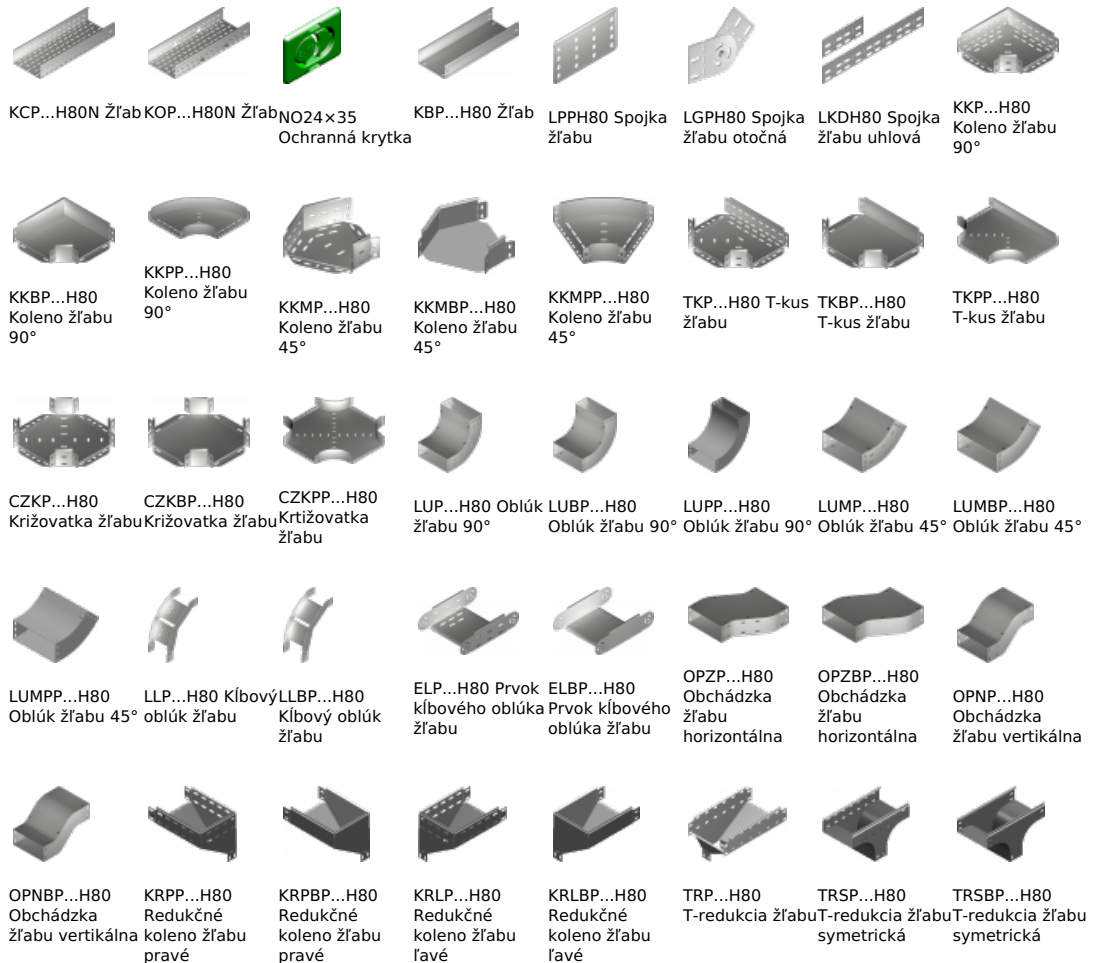 KCP...H80N Žľab
KOP...H80N Žľab
NO24×35
Ochranná krytka
KBP...H80 Žľab
LPPH80 Spojka
žľabu
LGPH80 Spojka
žľabu otočná
LKDH80 Spojka
žľabu uhlová
KKP...H80
Koleno žľabu
90°
KKBP...H80
Koleno žľabu
90°
KKPP...H80
Koleno žľabu
90°
KKMP...H80
Koleno žľabu
45°
KKMBP...H80
Koleno žľabu
45°
KKMPP...H80
Koleno žľabu
45°
TKP...H80 T-kus
žľabu
TKBP...H80
T-kus žľabu
TKPP...H80
T-kus žľabu
CZKP...H80
Križovatka žľabu
CZKBP...H80
Križovatka žľabu
CZKPP...H80
Krtižovatka
žľabu
LUP...H80 Oblúk
žľabu 90°
LUBP...H80
Oblúk žľabu 90°
LUPP...H80
Oblúk žľabu 90°
LUMP...H80
Oblúk žľabu 45°
LUMBP...H80
Oblúk žľabu 45°
LUMPP...H80
Oblúk žľabu 45°
LLP...H80 Kĺbový
oblúk žľabu
LLBP...H80
Kĺbový oblúk
žľabu
ELP...H80 Prvok
kĺbového oblúka
žľabu
ELBP...H80
Prvok kĺbového
oblúka žľabu
OPZP...H80
Obchádzka
žľabu
horizontálna
OPZBP...H80
Obchádzka
žľabu
horizontálna
OPNP...H80
Obchádzka
žľabu vertikálna
OPNBP...H80
Obchádzka
žľabu vertikálna
KRPP...H80
Redukčné
koleno žľabu
pravé
KRPBP...H80
Redukčné
koleno žľabu
pravé
KRLP...H80
Redukčné
koleno žľabu
ľavé
KRLBP...H80
Redukčné
koleno žľabu
ľavé
TRP...H80
T-redukcia žľabu
TRSP...H80
T-redukcia žľabu
symetrická
TRSBP...H80
T-redukcia žľabu
symetrická